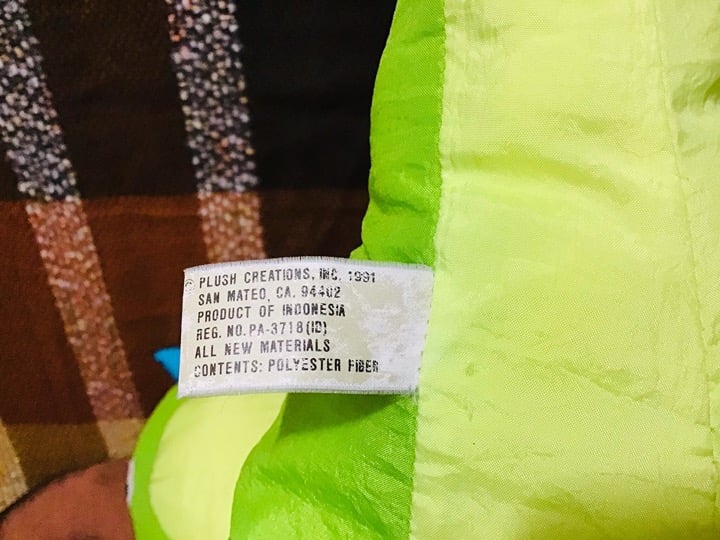 © PLUSH CREATIONS, INC. 1991
SAN MATEO, CA. 94402
PRODUCT OF INDONESIA
REG. NO. PA-3718 (ID)
ALL NEW MATERIALS
CONTENTS: POLYESTER FIBER